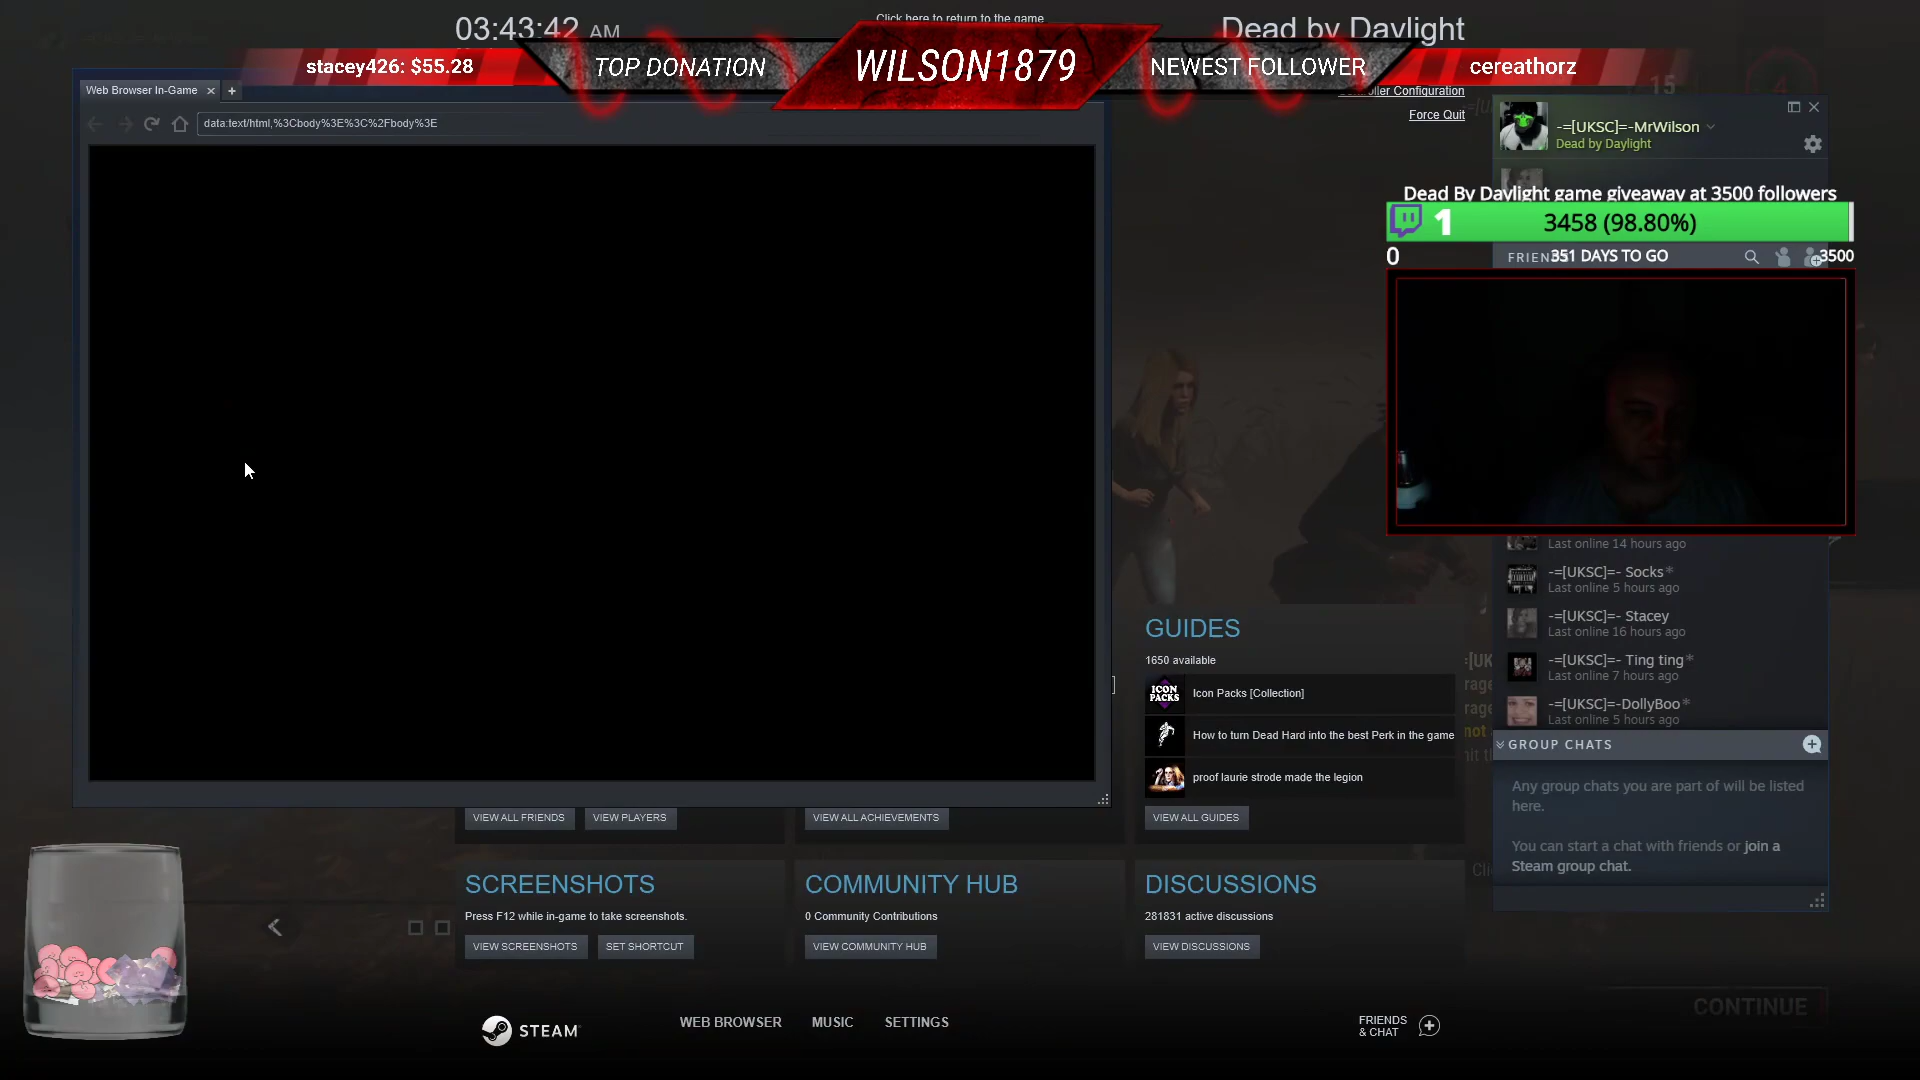 03:43:42 AM
Click here to return to the game
Dead by Daylight
stacey426: $55.28
TOP DONATION
WILSON1879
NEWEST FOLLOWER
cereathorz
Web Browser In-Game
Controller Configuration
Force Quit
data:text/html,%3Cbody%3E%3C%2Fbody%3E
15
4
-=[UKSC]=-MrWilson
Dead by Daylight
Dead By Daylight game giveaway at 3500 followers
1
3458 (98.80%)
0
351 DAYS TO GO
3500
Last online 14 hours ago
-=[UKSC]=- Socks*
Last online 5 hours ago
-=[UKSC]=- Stacey
Last online 16 hours ago
-=[UKSC]=- Ting ting*
Last online 7 hours ago
-=[UKSC]=-DollyBoo*
Last online 5 hours ago
GROUP CHATS
Any group chats you are part of will be listed
here.
You can start a chat with friends or join a
Steam group chat.
GUIDES
1650 available
ICON
PACKS
Icon Packs [Collection]
How to turn Dead Hard into the best Perk in the game
proof laurie strode made the legion
VIEW ALL FRIENDS
VIEW PLAYERS
VIEW ALL ACHIEVEMENTS
VIEW ALL GUIDES
SCREENSHOTS
Press F12 while in-game to take screenshots.
VIEW SCREENSHOTS
SET SHORTCUT
COMMUNITY HUB
0 Community Contributions
VIEW COMMUNITY HUB
DISCUSSIONS
281831 active discussions
VIEW DISCUSSIONS
STEAM
WEB BROWSER
MUSIC
SETTINGS
FRIENDS
& CHAT
CONTINUE